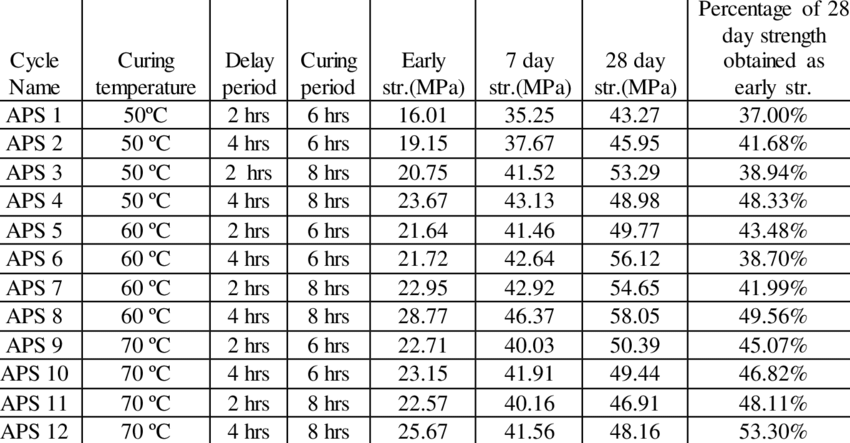 Percentage of 28
day strength
Cycle Curing Delay Curing Early 7 day 28 day obtained as
Name temperature period period str.(MPa) str.(MPa) str.(MPa) early str.
APS 1 50ºC 2 hrs 6 hrs 16.01 35.25 43.27 37.00%
APS 2 50 ºC 4 hrs 6 hrs 19.15 37.67 45.95 41.68%
APS 3 50 ºC 2 hrs 8 hrs 20.75 41.52 53.29 38.94%
APS 4 50 ºC 4 hrs 8 hrs 23.67 43.13 48.98 48.33%
APS 5 60 ºC 2 hrs 6 hrs 21.64 41.46 49.77 43.48%
APS 6 60 ºC 4 hrs 6 hrs 21.72 42.64 56.12 38.70%
APS 7 60 ºC 2 hrs 8 hrs 22.95 42.92 54.65 41.99%
APS 8 60 ºC 4 hrs 8 hrs 28.77 46.37 58.05 49.56%
APS 9 70 ºC 2 hrs 6 hrs 22.71 40.03 50.39 45.07%
APS 10 70 ºC 4 hrs 6 hrs 23.15 41.91 49.44 46.82%
APS 11 70 ºC 2 hrs 8 hrs 22.57 40.16 46.91 48.11%
APS 12 70 ºC 4 hrs 8 hrs 25.67 41.56 48.16 53.30%